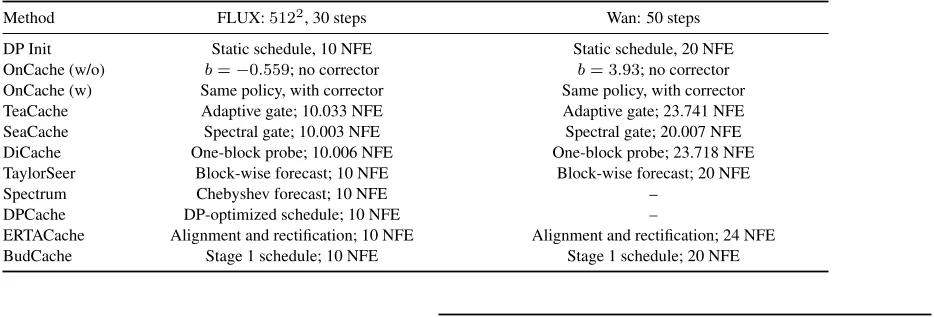 Method FLUX: 512², 30 steps Wan: 50 steps
DP Init Static schedule, 10 NFE Static schedule, 20 NFE
OnCache (w/o) b = −0.559; no corrector b = 3.93; no corrector
OnCache (w) Same policy, with corrector Same policy, with corrector
TeaCache Adaptive gate; 10.033 NFE Adaptive gate; 23.741 NFE
SeaCache Spectral gate; 10.003 NFE Spectral gate; 20.007 NFE
DiCache One-block probe; 10.006 NFE One-block probe; 23.718 NFE
TaylorSeer Block-wise forecast; 10 NFE Block-wise forecast; 20 NFE
Spectrum Chebyshev forecast; 10 NFE –
DPCache DP-optimized schedule; 10 NFE –
ERTACache Alignment and rectification; 10 NFE Alignment and rectification; 24 NFE
BudCache Stage 1 schedule; 10 NFE Stage 1 schedule; 20 NFE